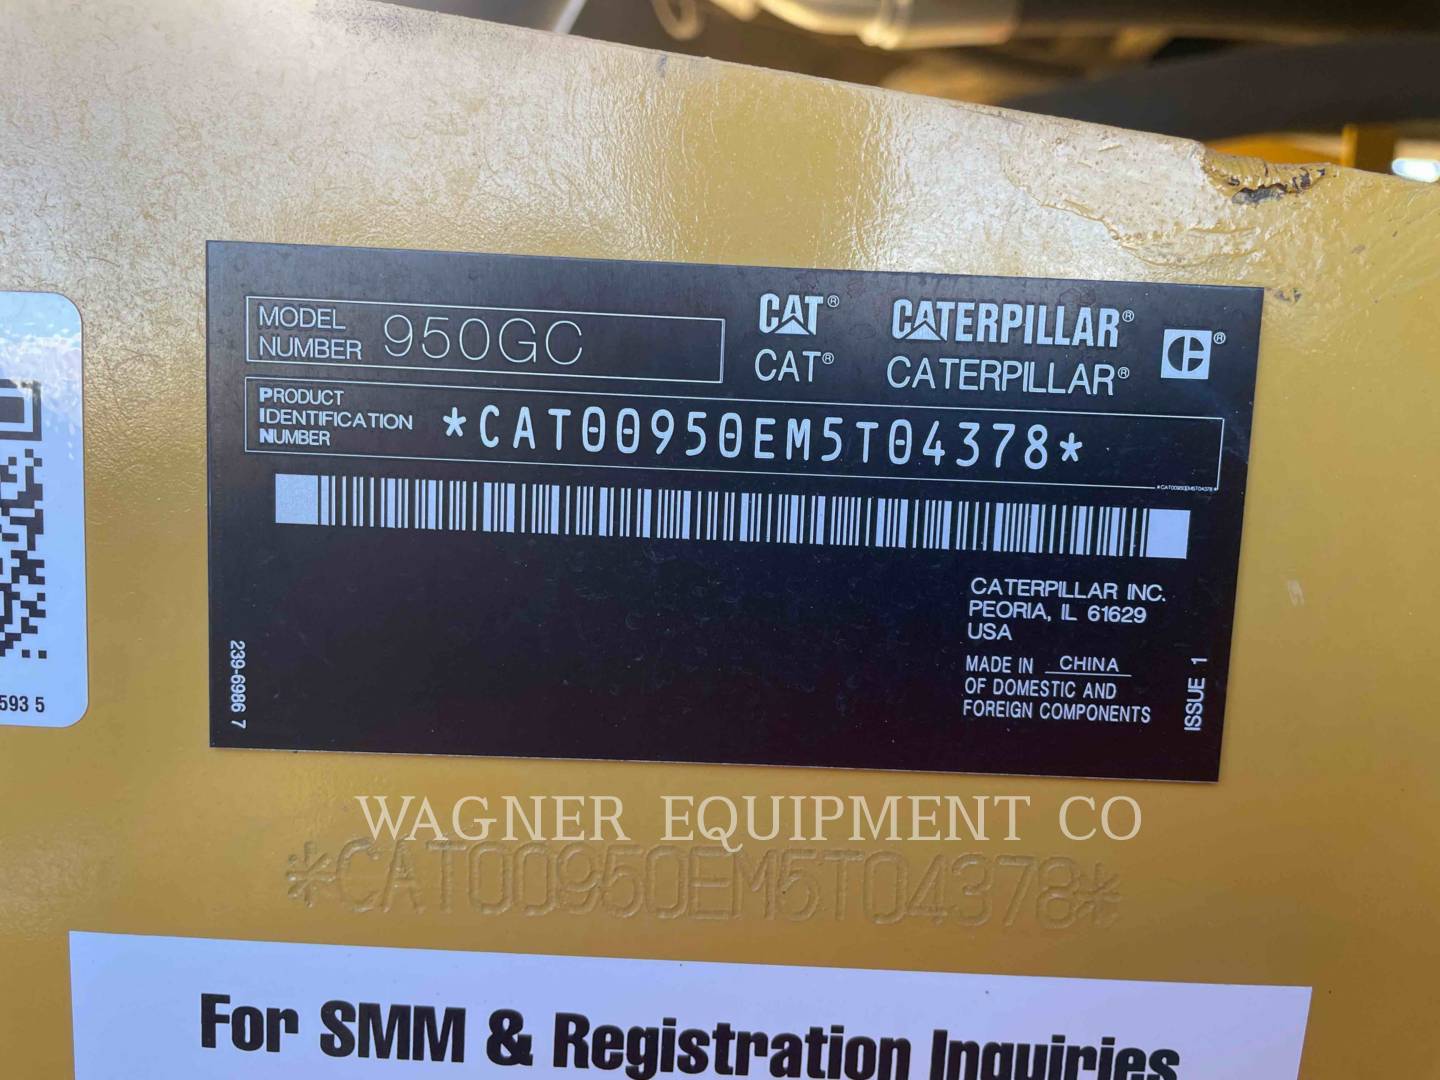 MODEL NUMBER 950GC
CAT® CATERPILLAR® C®
CAT® CATERPILLAR®
PRODUCT IDENTIFICATION NUMBER *CAT00950EM5T04378*
*CAT00950EM5T04378*
CATERPILLAR INC.
PEORIA, IL 61629
USA
MADE IN CHINA
OF DOMESTIC AND
FOREIGN COMPONENTS
ISSUE 1
239-6986 7
593 5
WAGNER EQUIPMENT CO
*CAT00950EM5T04378*
For SMM & Registration Inquiries